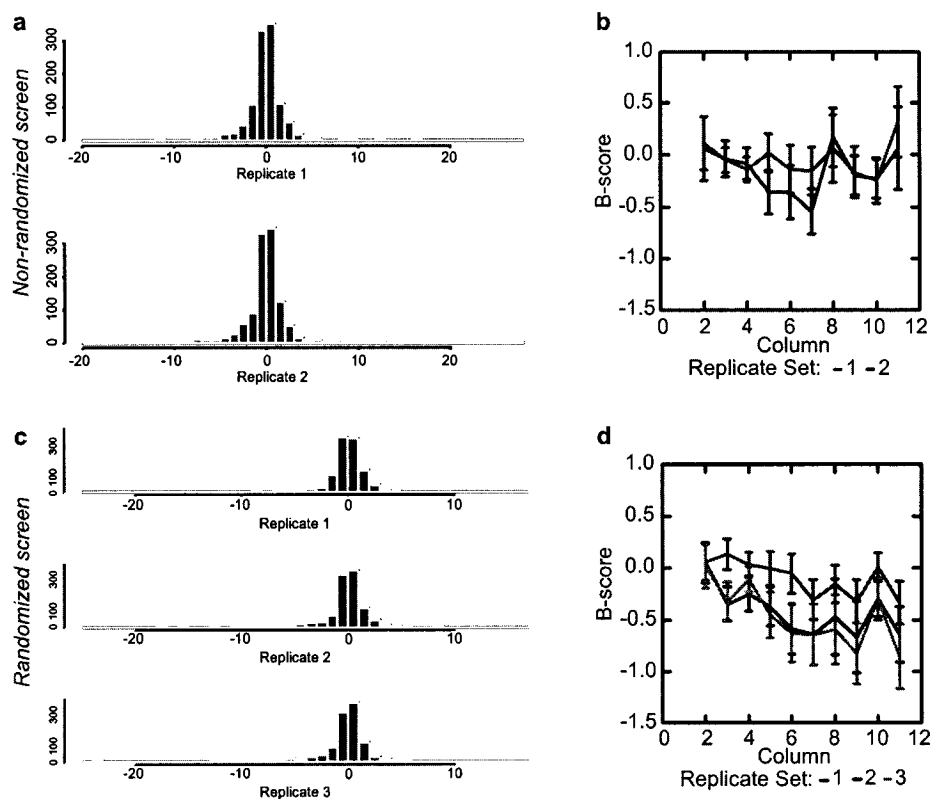 a
Non-randomized screen
0 100 200 300
-20 -10 0 10 20
Replicate 1
0 100 200 300
-20 -10 0 10 20
Replicate 2
b
B-score
1.0
0.5
0.0
-0.5
-1.0
-1.5
0 2 4 6 8 10 12
Column
Replicate Set: -1 -2
c
Randomized screen
0 100 300
-20 -10 0 10
Replicate 1
0 100 300
-20 -10 0 10
Replicate 2
0 100 300
-20 -10 0 10
Replicate 3
d
B-score
1.0
0.5
0.0
-0.5
-1.0
-1.5
0 2 4 6 8 10 12
Column
Replicate Set: -1 -2 -3